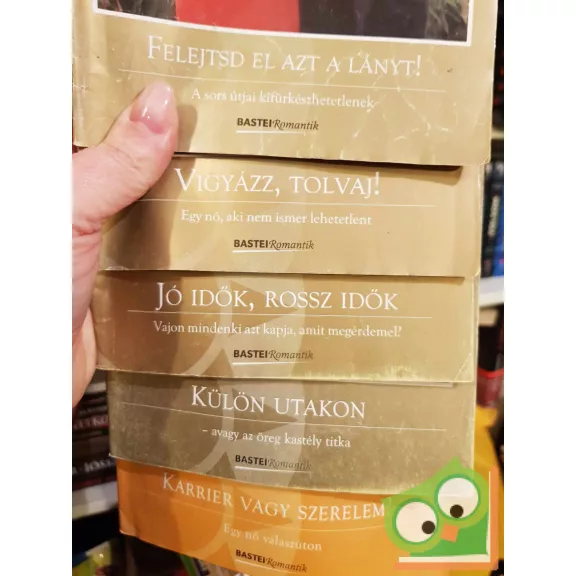 FELEJTSD EL AZT A LÁNYT!
A sors útjai kifürkészhetetlenek
BASTEI Romantik
VIGYÁZZ, TOLVAJ!
Egy nő, aki nem ismer lehetetlent
BASTEI Romantik
JÓ IDŐK, ROSSZ IDŐK
Vajon mindenki azt kapja, amit megérdemel?
BASTEI Romantik
KÜLÖN UTAKON
– avagy az öreg kastély titka
BASTEI Romantik
KARRIER VAGY SZERELEM
Egy nő válaszúton
BASTEI Romantik